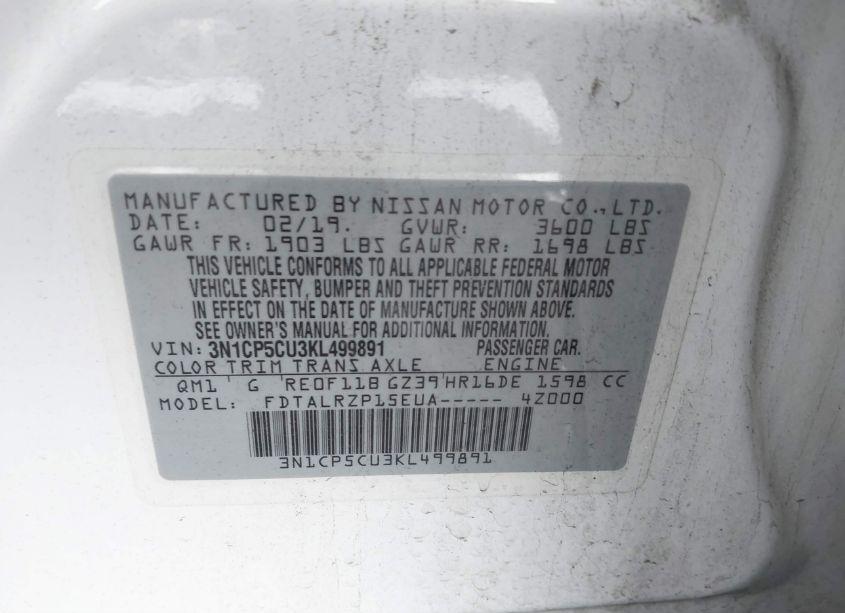 MANUFACTURED BY NISSAN MOTOR CO., LTD.
DATE: 02/19. GVWR: 3600 LBS
GAWR FR: 1903 LBS GAWR RR: 1698 LBS
THIS VEHICLE CONFORMS TO ALL APPLICABLE FEDERAL MOTOR
VEHICLE SAFETY, BUMPER AND THEFT PREVENTION STANDARDS
IN EFFECT ON THE DATE OF MANUFACTURE SHOWN ABOVE.
SEE OWNER'S MANUAL FOR ADDITIONAL INFORMATION.
VIN: 3N1CP5CU3KL499891 PASSENGER CAR.
COLOR TRIM TRANS AXLE ENGINE
QM1 G RE0F11B GZ39 HR16DE 1598 CC
MODEL: FDTALRZP15EUA----- 4Z000
3N1CP5CU3KL499891